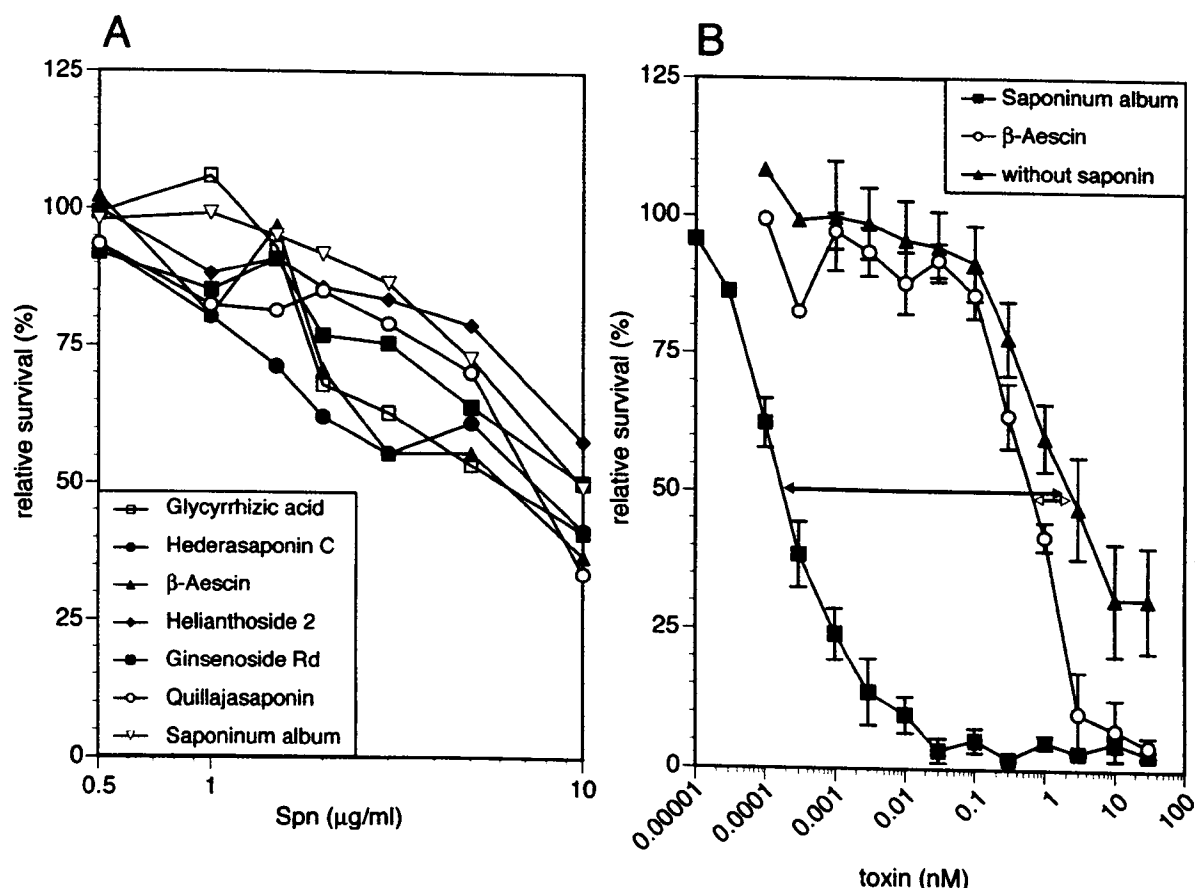 A
125
100
75
50
25
0
relative survival (%)
Glycyrrhizic acid
Hederasaponin C
β-Aescin
Helianthoside 2
Ginsenoside Rd
Quillajasaponin
Saponinum album
0.5
1
10
Spn (µg/ml)
B
125
100
75
50
25
0
relative survival (%)
Saponinum album
β-Aescin
without saponin
0.00001
0.0001
0.001
0.01
0.1
1
10
100
toxin (nM)